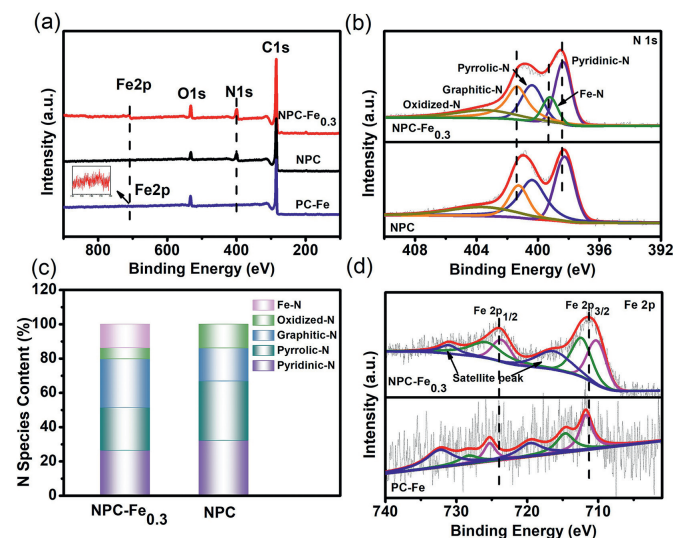 (a)
C1s
Fe2p
O1s
N1s
NPC-Fe0.3
NPC
Fe2p
PC-Fe
Intensity (a.u.)
800 600 400 200
Binding Energy (eV)
(b)
N 1s
Pyrrolic-N
Pyridinic-N
Graphitic-N
Fe-N
Oxidized-N
NPC-Fe0.3
NPC
Intensity (a.u.)
408 404 400 396 392
Binding Energy (eV)
(c)
120
100
80
60
40
20
0
N Species Content (%)
Fe-N
Oxidized-N
Graphitic-N
Pyrrolic-N
Pyridinic-N
NPC-Fe0.3 NPC
(d)
Fe 2p1/2
Fe 2p3/2
Fe 2p
Satellite peak
NPC-Fe0.3
PC-Fe
Intensity (a.u.)
740 730 720 710
Binding Energy (eV)